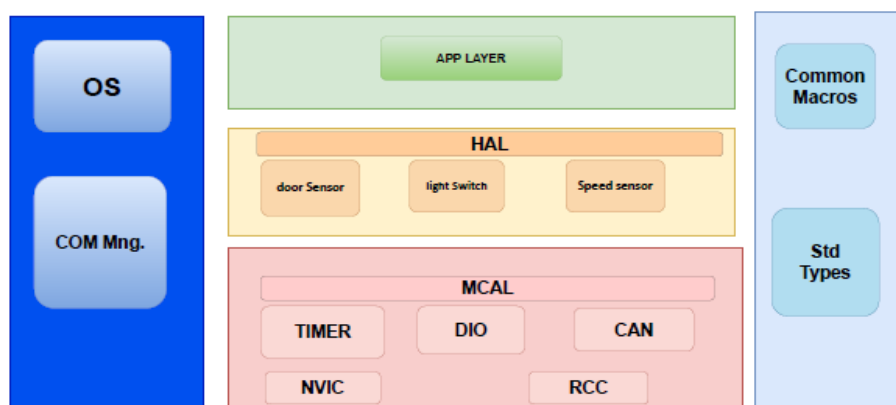 OS
COM Mng.
APP LAYER
HAL
door Sensor
light Switch
Speed sensor
MCAL
TIMER
DIO
CAN
NVIC
RCC
Common
Macros
Std
Types